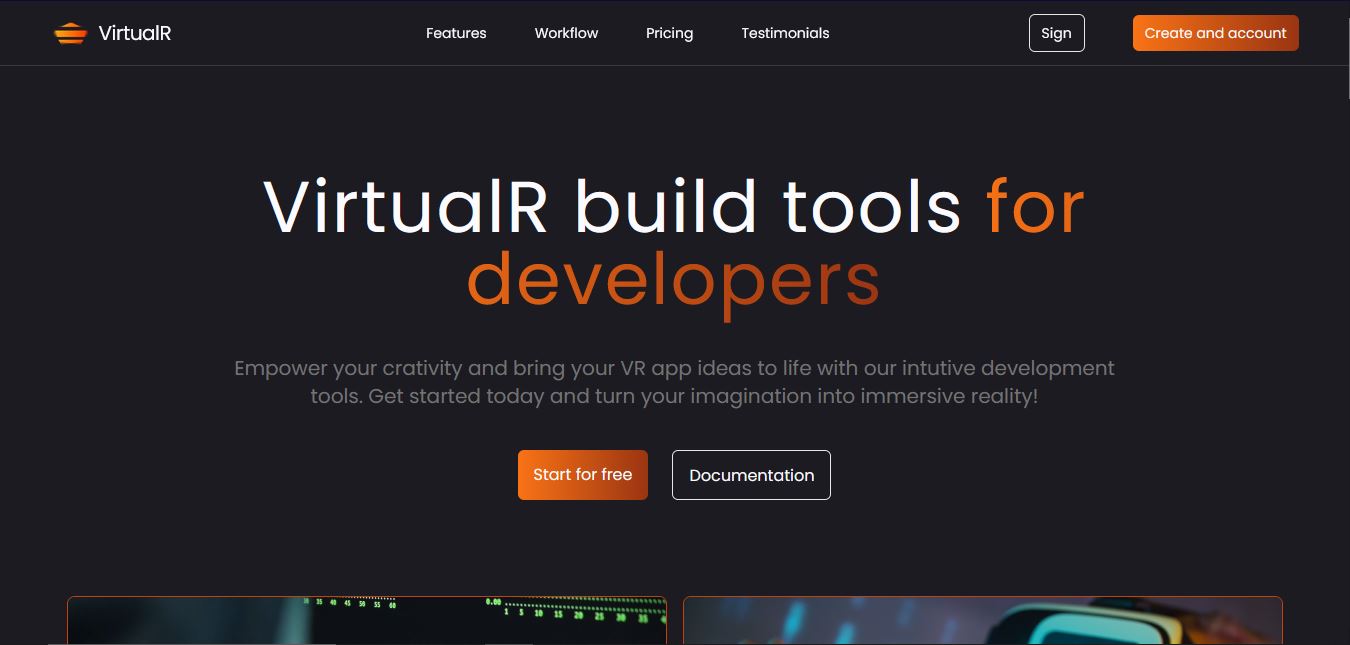 VirtualR
Features
Workflow
Pricing
Testimonials
Sign
Create and account
VirtualR build tools for
developers
Empower your crativity and bring your VR app ideas to life with our intutive development
tools. Get started today and turn your imagination into immersive reality!
Start for free
Documentation
35 40 45 50 55 60
0.00
1 5 10 15 20 25 30 35